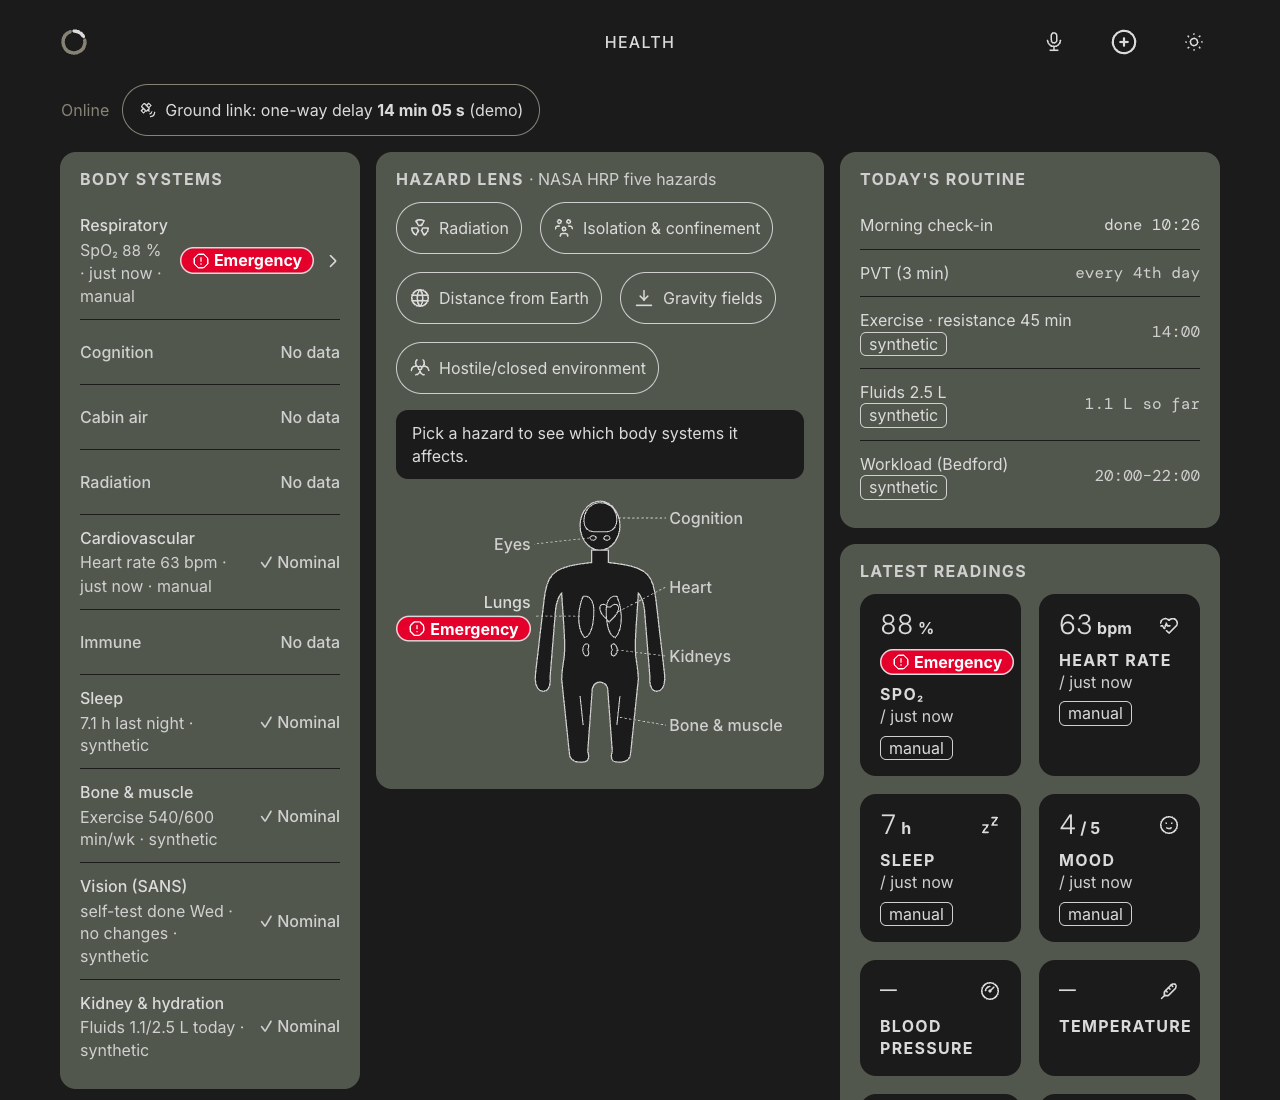 HEALTH
Online
Ground link: one-way delay 14 min 05 s (demo)
BODY SYSTEMS
Respiratory
SpO₂ 88 %
· just now ·
manual
Emergency
Cognition
No data
Cabin air
No data
Radiation
No data
Cardiovascular
Heart rate 63 bpm ·
just now · manual
✓ Nominal
Immune
No data
Sleep
7.1 h last night ·
synthetic
✓ Nominal
Bone & muscle
Exercise 540/600
min/wk · synthetic
✓ Nominal
Vision (SANS)
self-test done Wed ·
no changes ·
synthetic
✓ Nominal
Kidney & hydration
Fluids 1.1/2.5 L today ·
synthetic
✓ Nominal
HAZARD LENS · NASA HRP five hazards
Radiation
Isolation & confinement
Distance from Earth
Gravity fields
Hostile/closed environment
Pick a hazard to see which body systems it
affects.
Cognition
Eyes
Heart
Lungs
Emergency
Kidneys
Bone & muscle
TODAY'S ROUTINE
Morning check-in
done 10:26
PVT (3 min)
every 4th day
Exercise · resistance 45 min
synthetic
14:00
Fluids 2.5 L
synthetic
1.1 L so far
Workload (Bedford)
synthetic
20:00–22:00
LATEST READINGS
88 %
Emergency
SPO₂
/ just now
manual
63 bpm
HEART RATE
/ just now
manual
7 h
SLEEP
/ just now
manual
4 / 5
MOOD
/ just now
manual
—
BLOOD
PRESSURE
—
TEMPERATURE